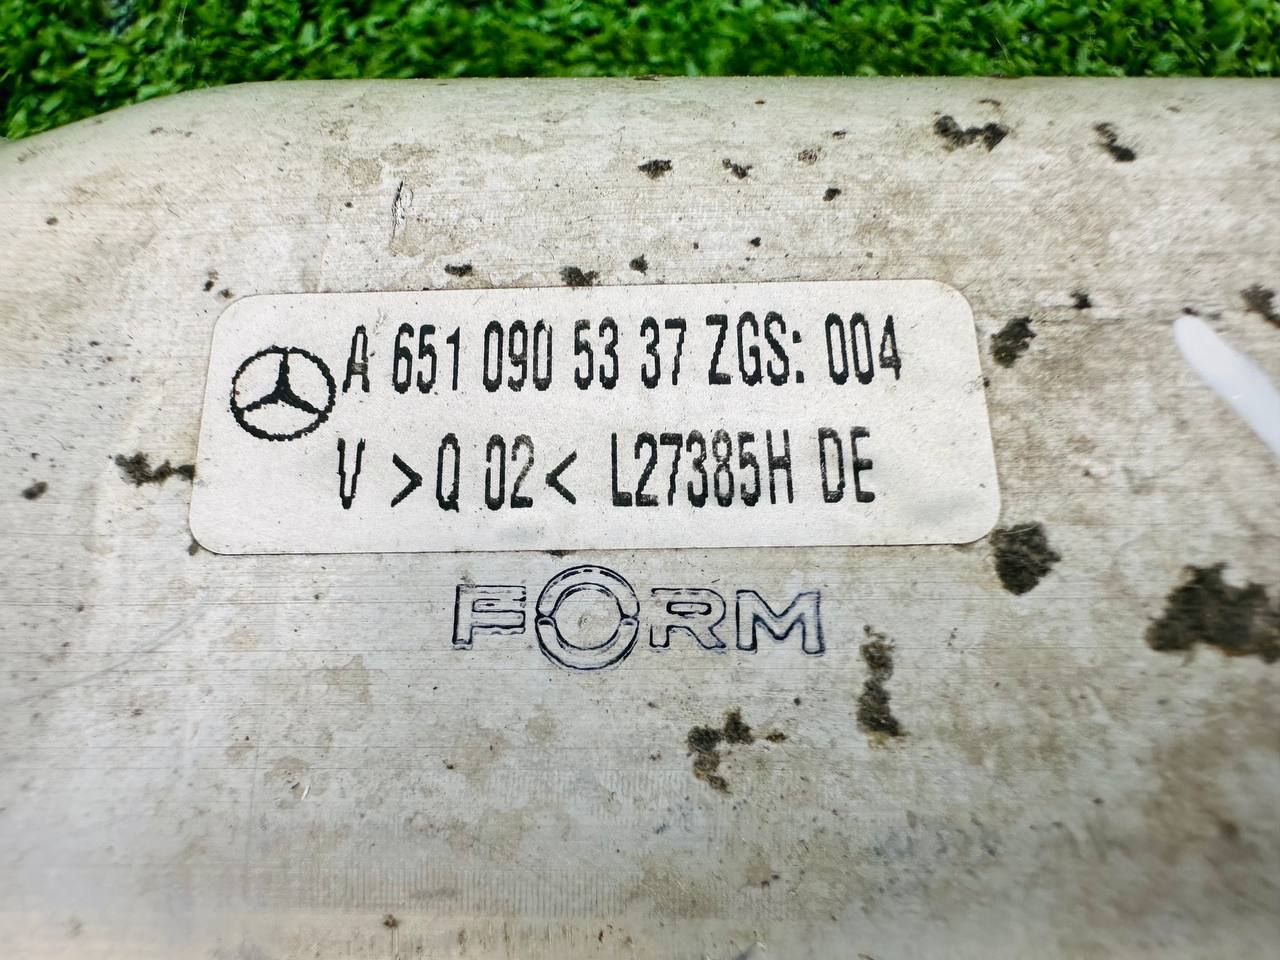 A 651 090 53 37 ZGS: 004
V >Q 02< L27385H DE
FORM